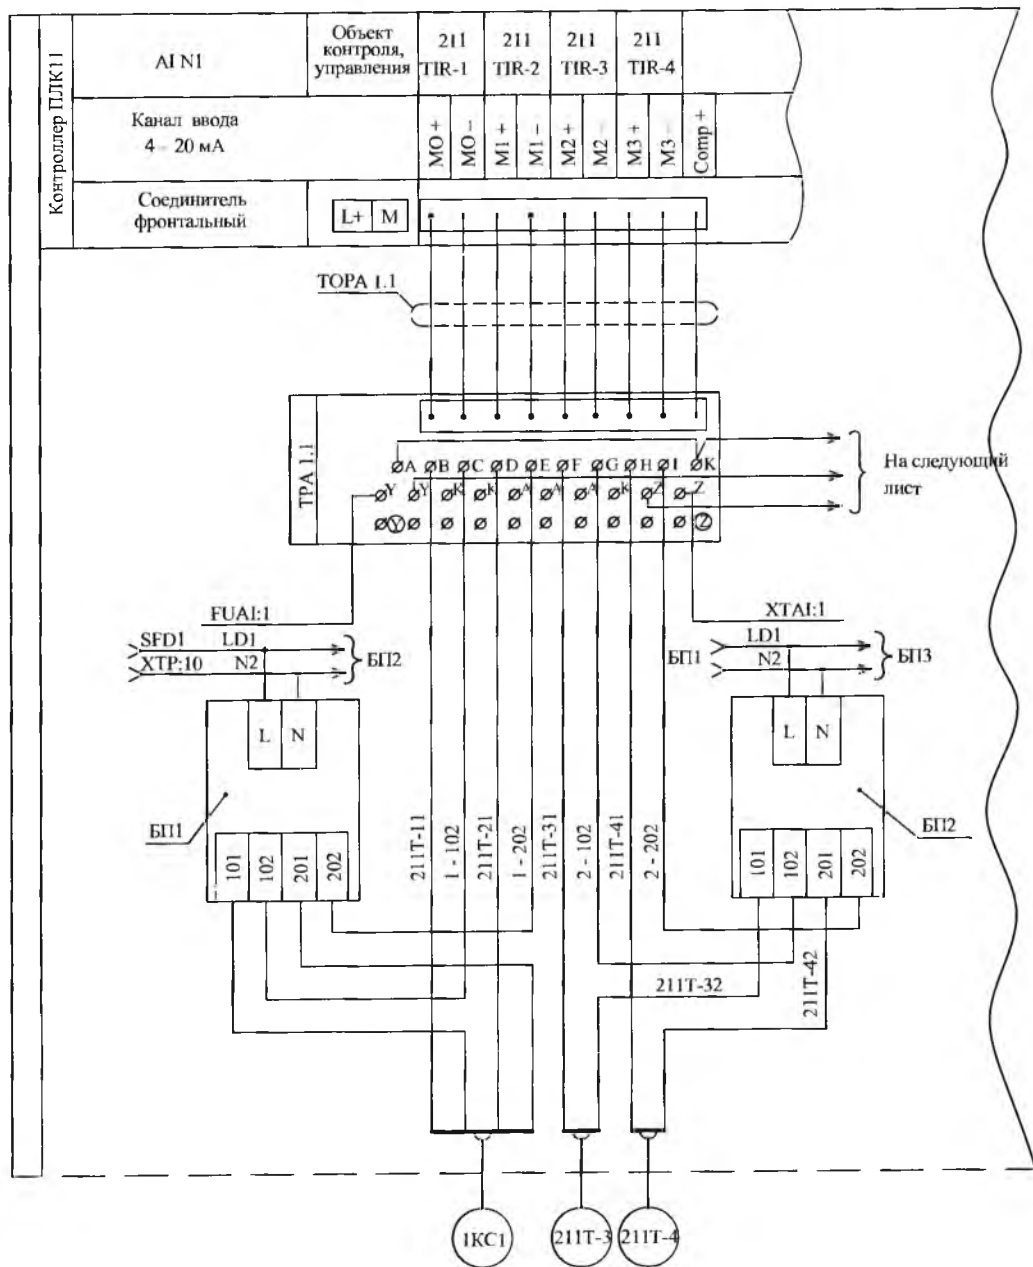 Контроллер ПЛК11
AI N1
Объект
контроля,
управления
211
TIR-1
211
TIR-2
211
TIR-3
211
TIR-4
Канал ввода
4 – 20 мА
MO +
MO –
M1 +
M1 –
M2 +
M2 –
M3 +
M3 –
Comp +
Соединитель
фронтальный
L+ M
TOPA 1.1
TPA 1.1
A B C D E F G H I K
Y Y K K A A A K Z Z
Y Z
На следующий
лист
FUAI:1
XTAI:1
SFD1 LD1
XTP:10 N2
БП2
БП1
LD1
N2
БП3
L N
L N
БП1
БП2
101
102
201
202
211T-11
1 - 102
211T-21
1 - 202
211T-31
2 - 102
211T-41
2 - 202
101
102
201
202
211T-32
211T-42
1KC1
211T-3
211T-4